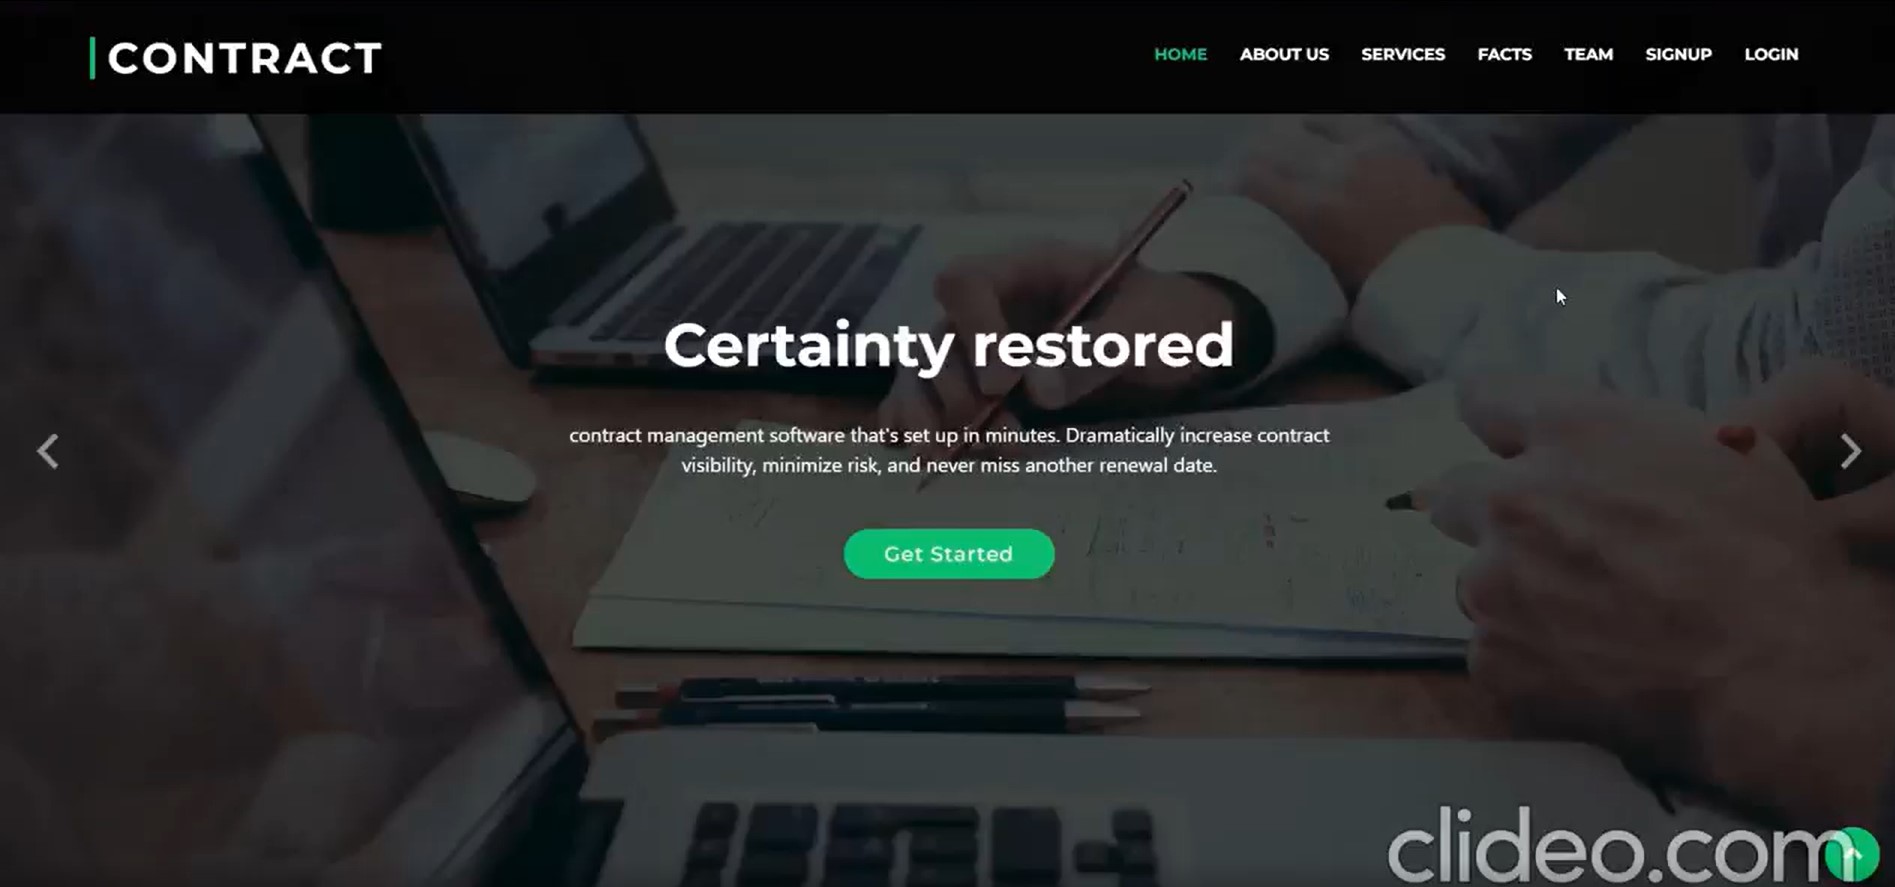 CONTRACT
HOME ABOUT US SERVICES FACTS TEAM SIGNUP LOGIN
Certainty restored
contract management software that's set up in minutes. Dramatically increase contract
visibility, minimize risk, and never miss another renewal date.
Get Started
clideo.com